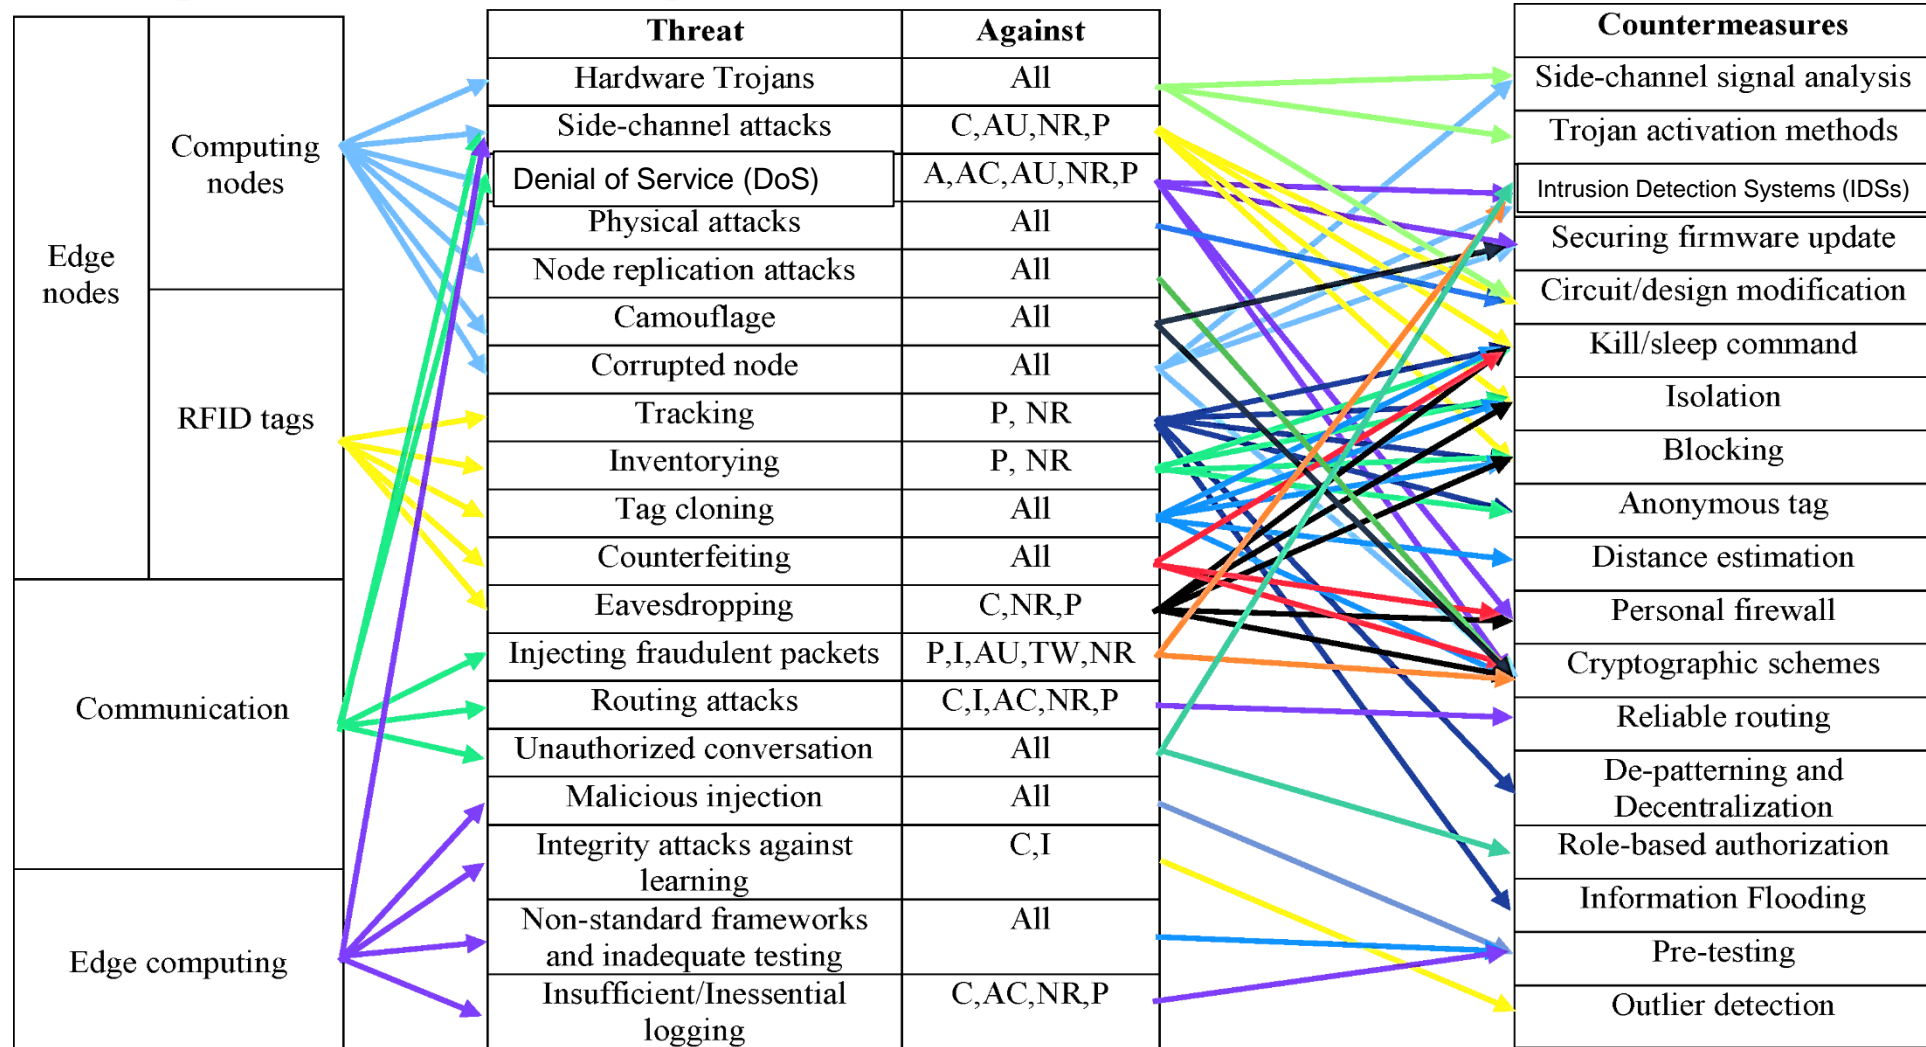 Edge
nodes
Computing
nodes
RFID tags
Communication
Edge computing
Threat Against
Hardware Trojans All
Side-channel attacks C,AU,NR,P
Denial of Service (DoS) A,AC,AU,NR,P
Physical attacks All
Node replication attacks All
Camouflage All
Corrupted node All
Tracking P, NR
Inventorying P, NR
Tag cloning All
Counterfeiting All
Eavesdropping C,NR,P
Injecting fraudulent packets P,I,AU,TW,NR
Routing attacks C,I,AC,NR,P
Unauthorized conversation All
Malicious injection All
Integrity attacks against C,I
learning
Non-standard frameworks All
and inadequate testing
Insufficient/Inessential C,AC,NR,P
logging
Countermeasures
Side-channel signal analysis
Trojan activation methods
Intrusion Detection Systems (IDSs)
Securing firmware update
Circuit/design modification
Kill/sleep command
Isolation
Blocking
Anonymous tag
Distance estimation
Personal firewall
Cryptographic schemes
Reliable routing
De-patterning and
Decentralization
Role-based authorization
Information Flooding
Pre-testing
Outlier detection